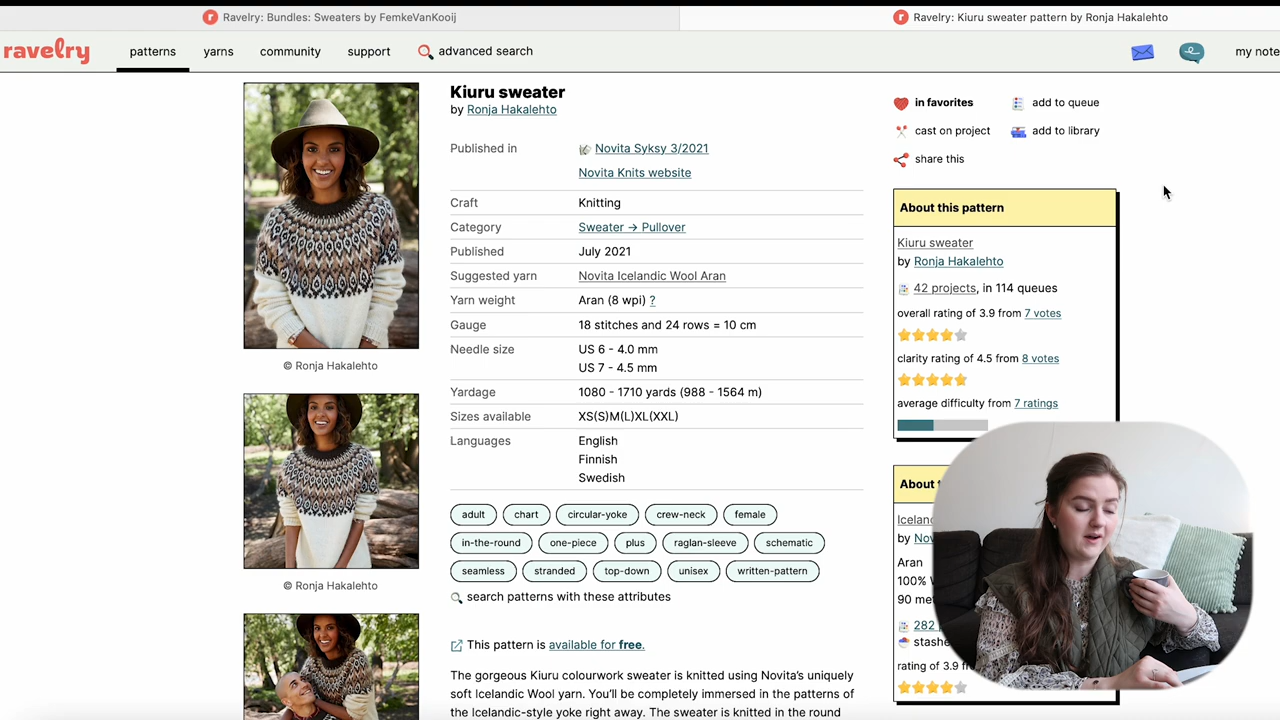 Ravelry: Bundles: Sweaters by FemkeVanKooij
Ravelry: Kiuru sweater pattern by Ronja Hakalehto
ravelry
patterns
yarns
community
support
advanced search
my note
Kiuru sweater
by Ronja Hakalehto
Published in
Novita Syksy 3/2021
Novita Knits website
Craft
Knitting
Category
Sweater → Pullover
Published
July 2021
Suggested yarn
Novita Icelandic Wool Aran
Yarn weight
Aran (8 wpi) ?
Gauge
18 stitches and 24 rows = 10 cm
Needle size
US 6 - 4.0 mm
US 7 - 4.5 mm
Yardage
1080 - 1710 yards (988 - 1564 m)
Sizes available
XS(S)M(L)XL(XXL)
Languages
English
Finnish
Swedish
adult
chart
circular-yoke
crew-neck
female
in-the-round
one-piece
plus
raglan-sleeve
schematic
seamless
stranded
top-down
unisex
written-pattern
search patterns with these attributes
This pattern is available for free.
The gorgeous Kiuru colourwork sweater is knitted using Novita's uniquely
soft Icelandic Wool yarn. You'll be completely immersed in the patterns of
the Icelandic-style yoke right away. The sweater is knitted in the round
© Ronja Hakalehto
© Ronja Hakalehto
in favorites
add to queue
cast on project
add to library
share this
About this pattern
Kiuru sweater
by Ronja Hakalehto
42 projects, in 114 queues
overall rating of 3.9 from 7 votes
clarity rating of 4.5 from 8 votes
average difficulty from 7 ratings
About
Iceland
by Nov
Aran
100%
90 met
282
stashe
rating of 3.9 fr